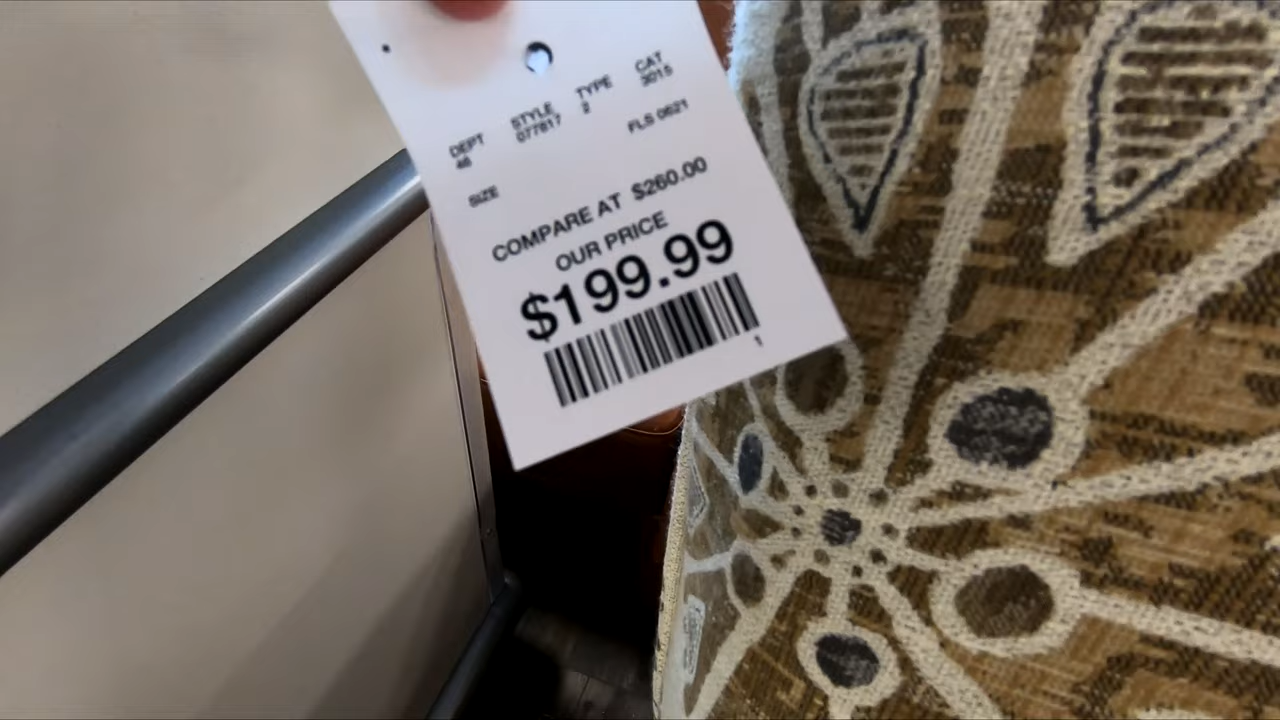 DEPT STYLE TYPE CAT
46 077817 2 3015
FLS 0621
SIZE
COMPARE AT $260.00
OUR PRICE
$199.99
1